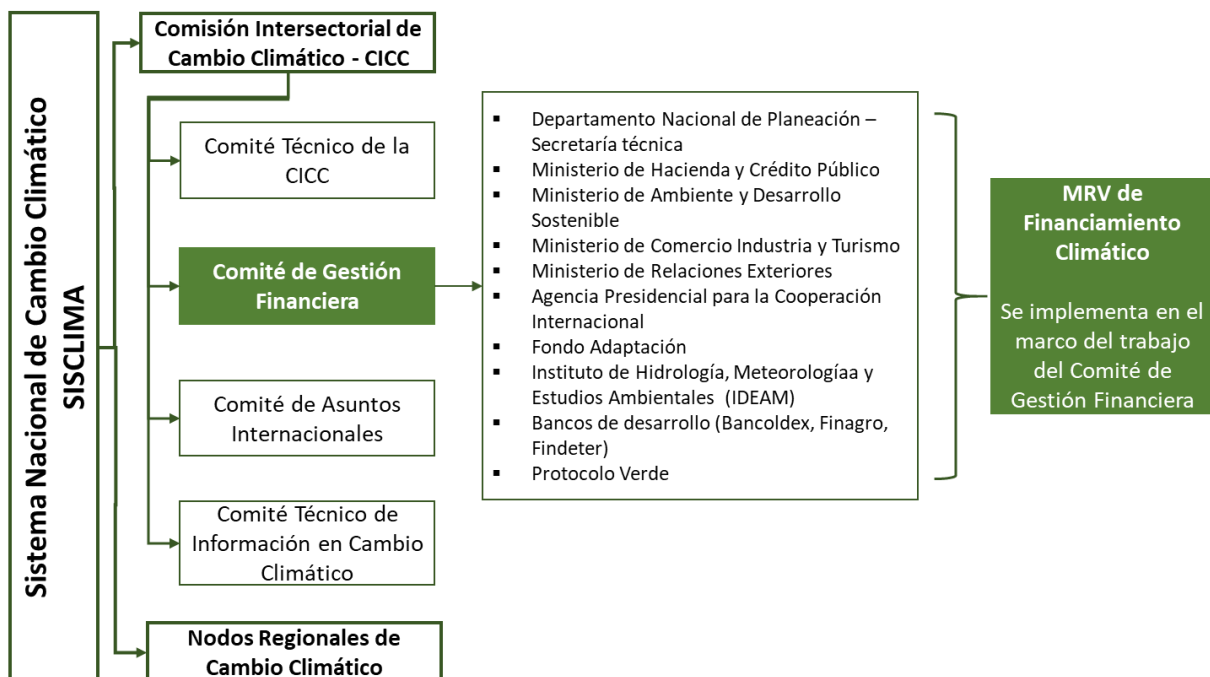 Sistema Nacional de Cambio Climático
SISCLIMA
Comisión Intersectorial de
Cambio Climático - CICC
Comité Técnico de la
CICC
Comité de Gestión
Financiera
Comité de Asuntos
Internacionales
Comité Técnico de
Información en Cambio
Climático
Nodos Regionales de
Cambio Climático
▪ Departamento Nacional de Planeación –
Secretaría técnica
▪ Ministerio de Hacienda y Crédito Público
▪ Ministerio de Ambiente y Desarrollo
Sostenible
▪ Ministerio de Comercio Industria y Turismo
▪ Ministerio de Relaciones Exteriores
▪ Agencia Presidencial para la Cooperación
Internacional
▪ Fondo Adaptación
▪ Instituto de Hidrología, Meteorologíaa y
Estudios Ambientales (IDEAM)
▪ Bancos de desarrollo (Bancoldex, Finagro,
Findeter)
▪ Protocolo Verde
MRV de
Financiamiento
Climático
Se implementa en el
marco del trabajo
del Comité de
Gestión Financiera